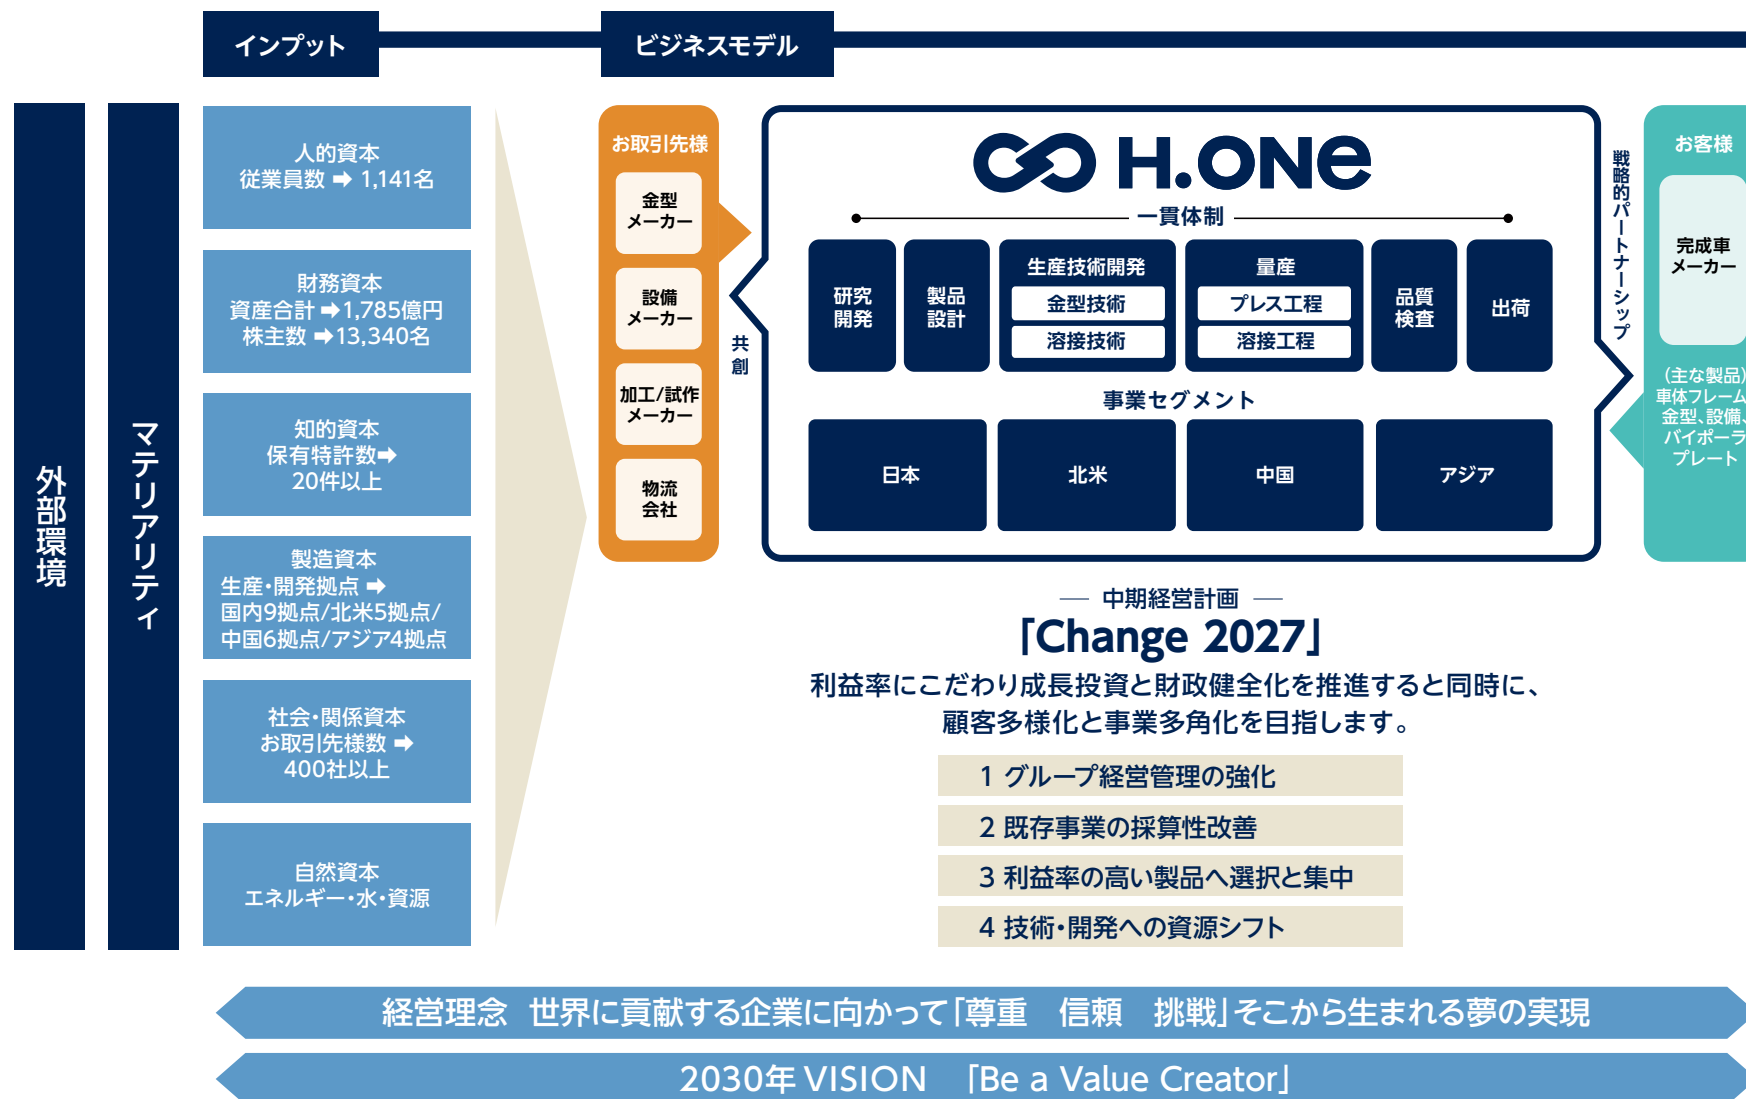 インプット
ビジネスモデル
外部環境
マテリアリティ
人的資本
従業員数 ➡ 1,141名
財務資本
資産合計 ➡1,785億円
株主数 ➡13,340名
知的資本
保有特許数➡
20件以上
製造資本
生産・開発拠点 ➡
国内9拠点/北米5拠点/
中国6拠点/アジア4拠点
社会・関係資本
お取引先様数 ➡
400社以上
自然資本
エネルギー・水・資源
お取引先様
金型
メーカー
設備
メーカー
加工/試作
メーカー
物流
会社
共創
H.ONE
一貫体制
研究
開発
製品
設計
生産技術開発
金型技術
溶接技術
量産
プレス工程
溶接工程
品質
検査
出荷
事業セグメント
日本
北米
中国
アジア
戦略的パートナーシップ
お客様
完成車
メーカー
(主な製品)
車体フレーム、
金型、設備、
バイポーラ
プレート
中期経営計画
「Change 2027」
利益率にこだわり成長投資と財政健全化を推進すると同時に、
顧客多様化と事業多角化を目指します。
1 グループ経営管理の強化
2 既存事業の採算性改善
3 利益率の高い製品へ選択と集中
4 技術・開発への資源シフト
経営理念 世界に貢献する企業に向かって「尊重 信頼 挑戦」そこから生まれる夢の実現
2030年 VISION 「Be a Value Creator」